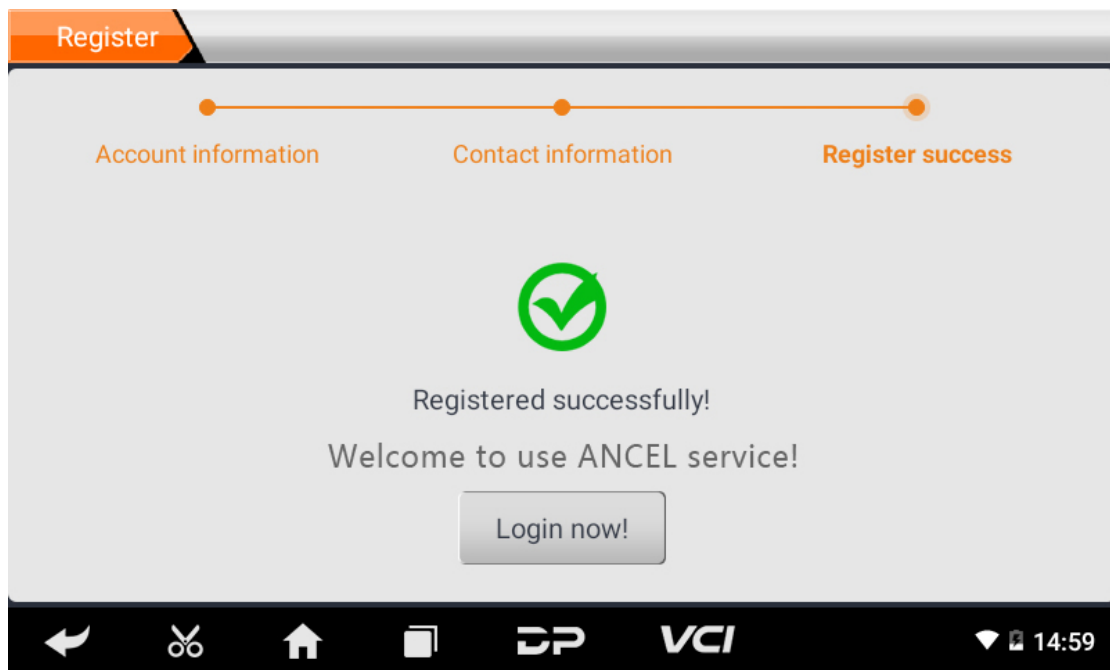 Register
Account information
Contact information
Register success
Registered successfully!
Welcome to use ANCEL service!
Login now!
DP VCI 14:59